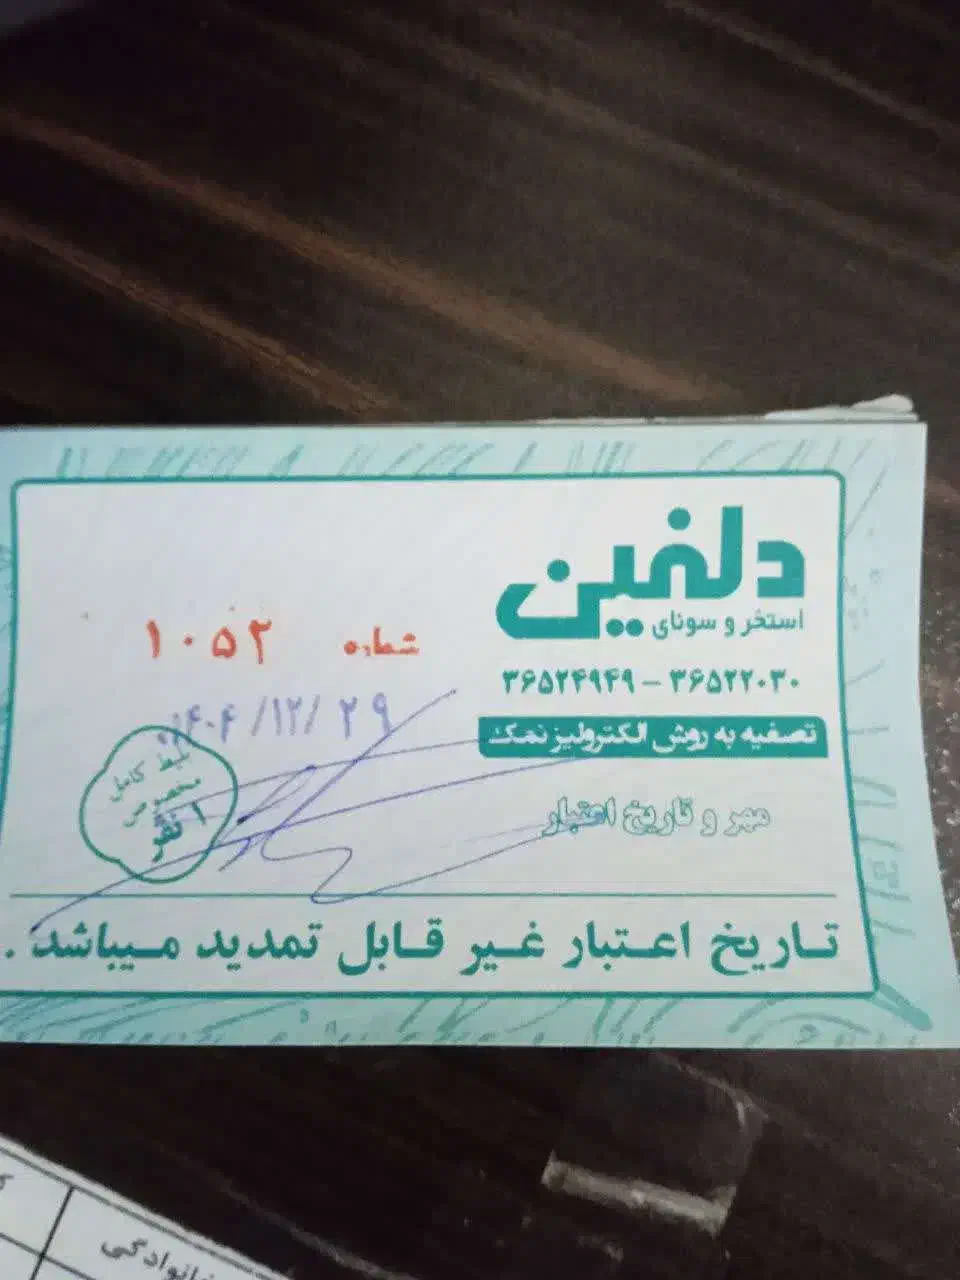 دلفین
استخر و سونای
۳۶۵۲۲۰۳۰ - ۳۶۵۲۴۹۴۹
تصفیه به روش الکترولیز نمک
شماره ۱۰۵۲
۱۴۰۴/۱۲/۲۹
مهر و تاریخ اعتبار
بلیط کامل
مخصوص
۱ نفر
تاریخ اعتبار غیر قابل تمدید میباشد .